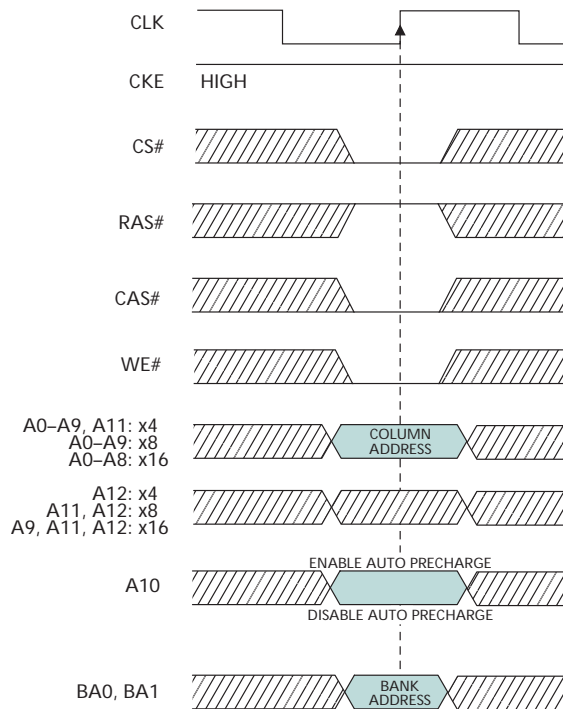 CLK
CKE HIGH
CS#
RAS#
CAS#
WE#
A0–A9, A11: x4
A0–A9: x8
A0–A8: x16
COLUMN
ADDRESS
A12: x4
A11, A12: x8
A9, A11, A12: x16
ENABLE AUTO PRECHARGE
A10
DISABLE AUTO PRECHARGE
BA0, BA1
BANK
ADDRESS